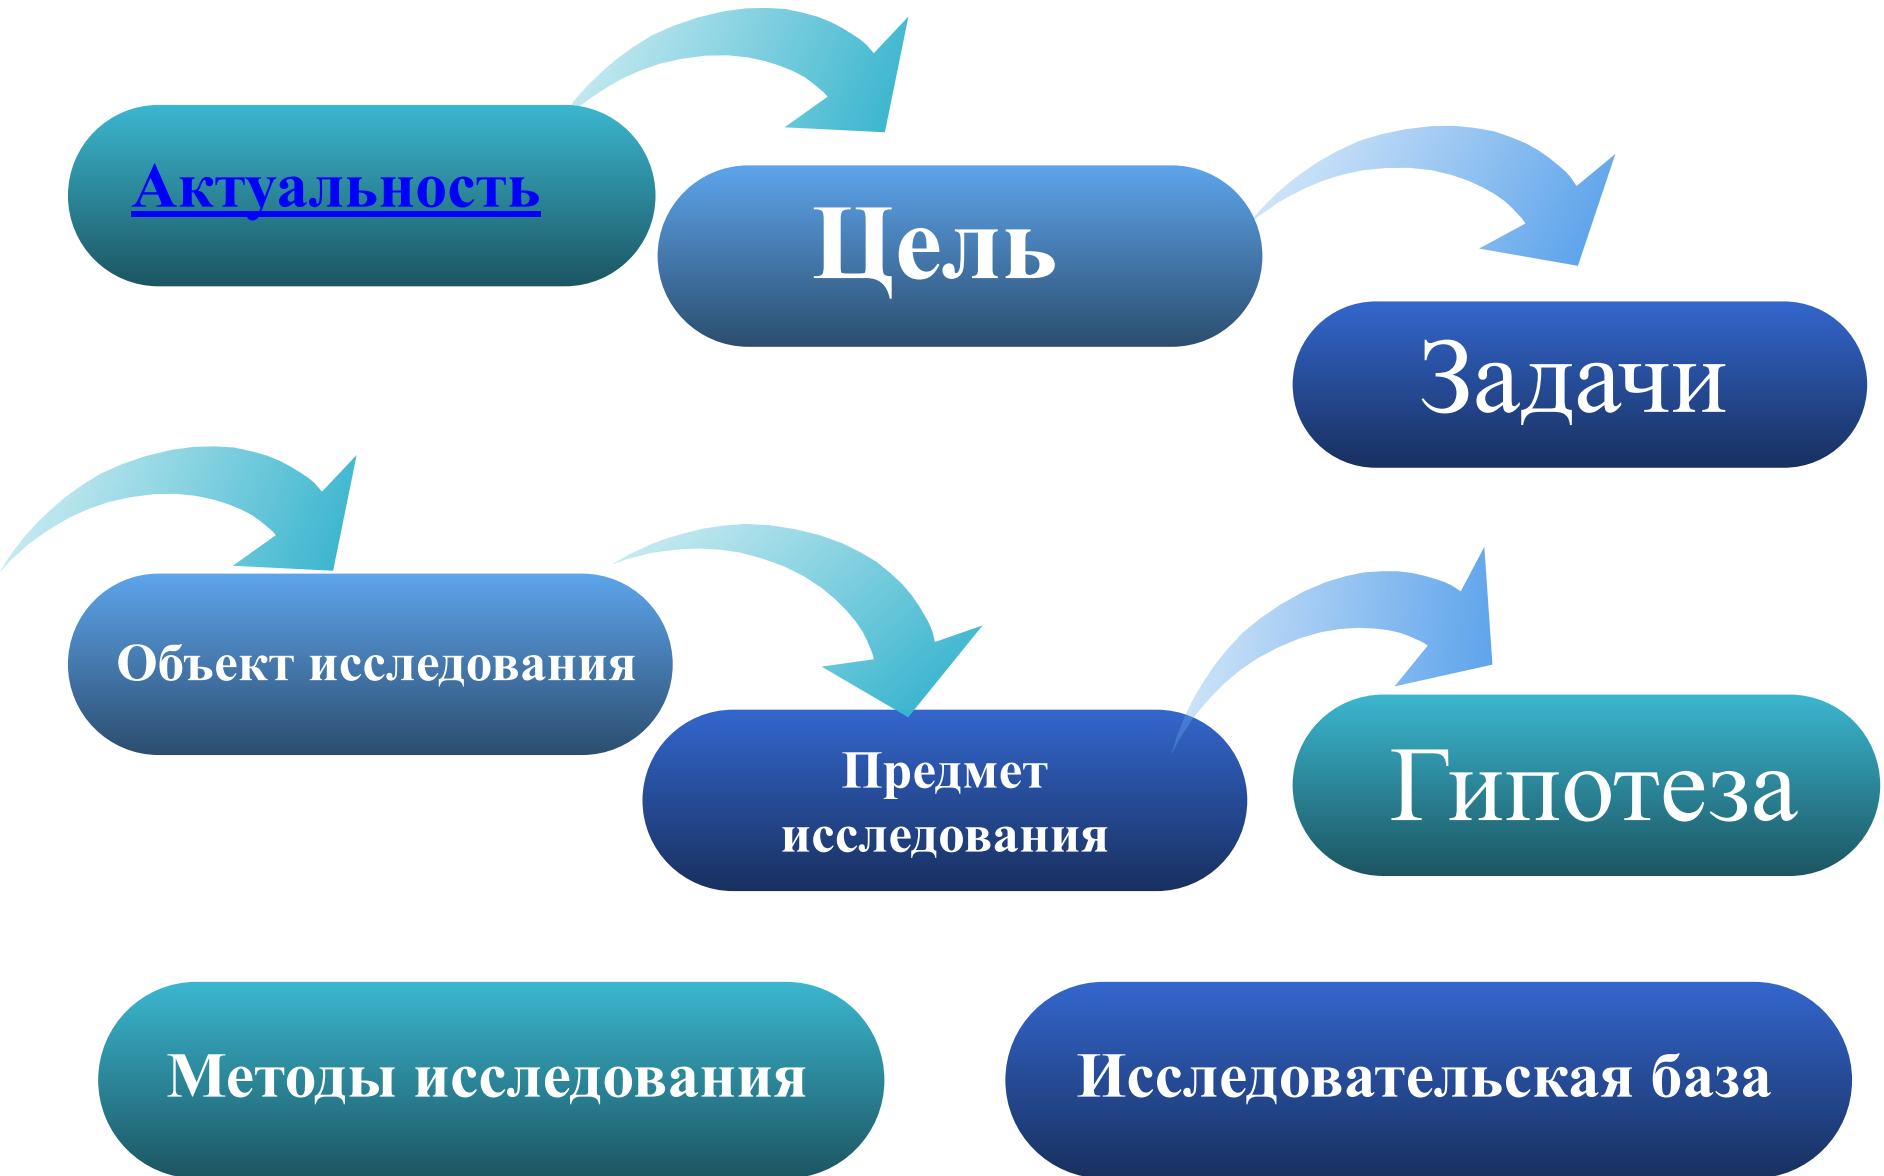 Актуальность
Цель
Задачи
Объект исследования
Предмет
исследования
Гипотеза
Методы исследования
Исследовательская база